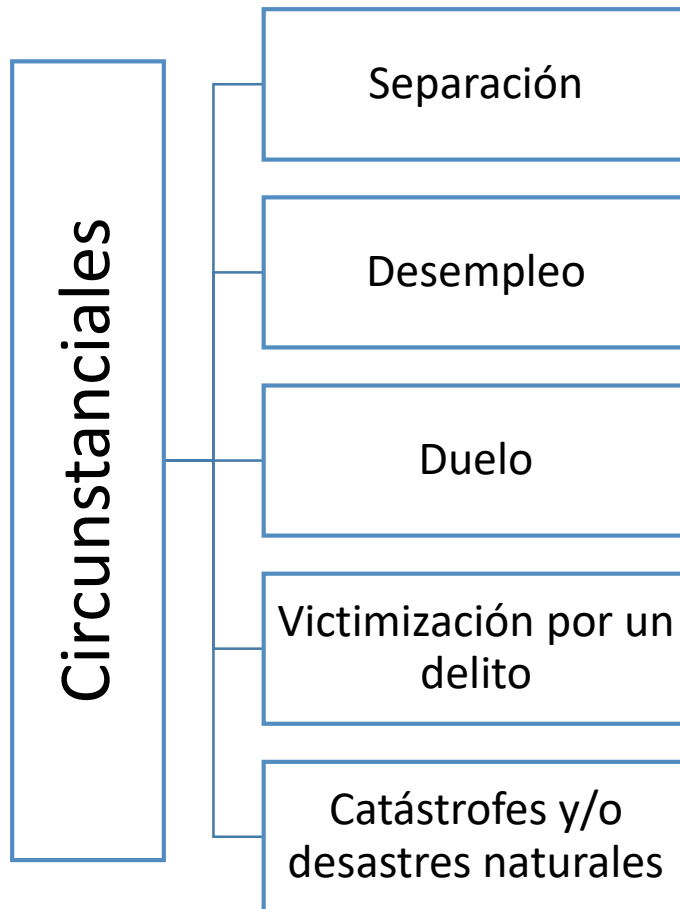 Circunstanciales
Separación
Desempleo
Duelo
Victimización por un
delito
Catástrofes y/o
desastres naturales